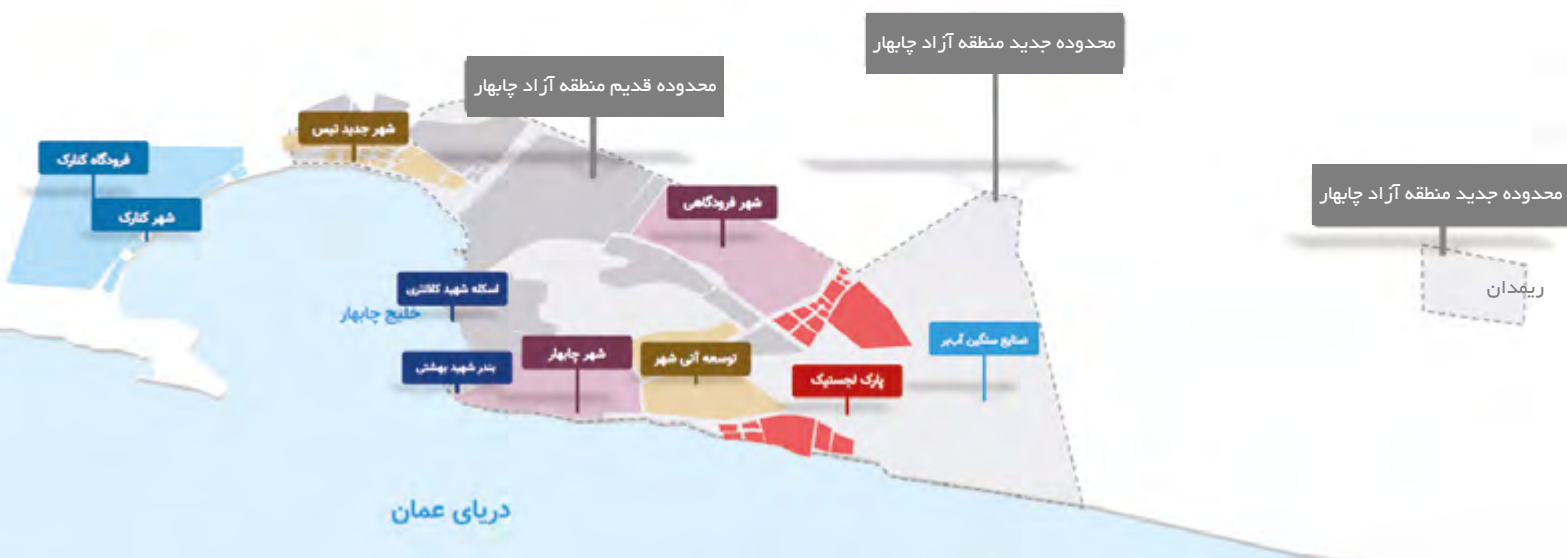 محدوده جدید منطقه آزاد چابهار
محدوده قدیم منطقه آزاد چابهار
شهر جدید تیس
فرودگاه کنارک
محدوده جدید منطقه آزاد چابهار
شهر فرودگاهی
شهر کنارک
ریمدان
اسکله شهید کلانتری
خلیج چابهار
صنایع سنگین آب‌بر
شهر چابهار
توسعه آتی شهر
بندر شهید بهشتی
پارک لجستیک
دریای عمان